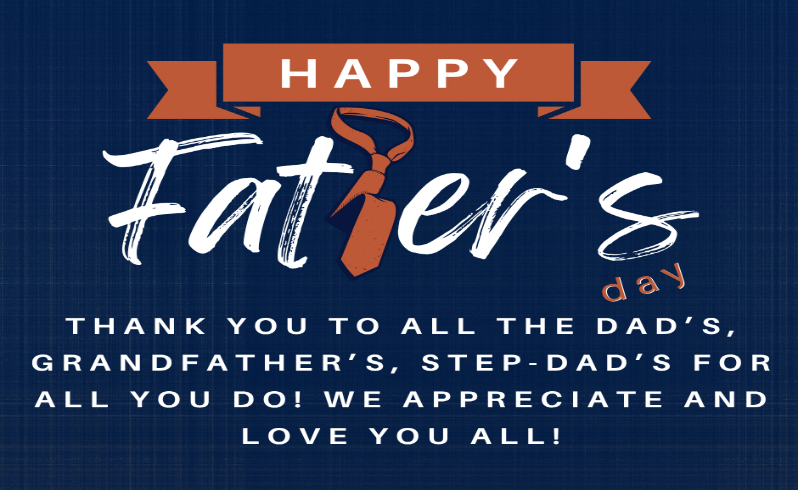 HAPPY
Father's
day
THANK YOU TO ALL THE DAD'S,
GRANDFATHER'S, STEP-DAD'S FOR
ALL YOU DO! WE APPRECIATE AND
LOVE YOU ALL!